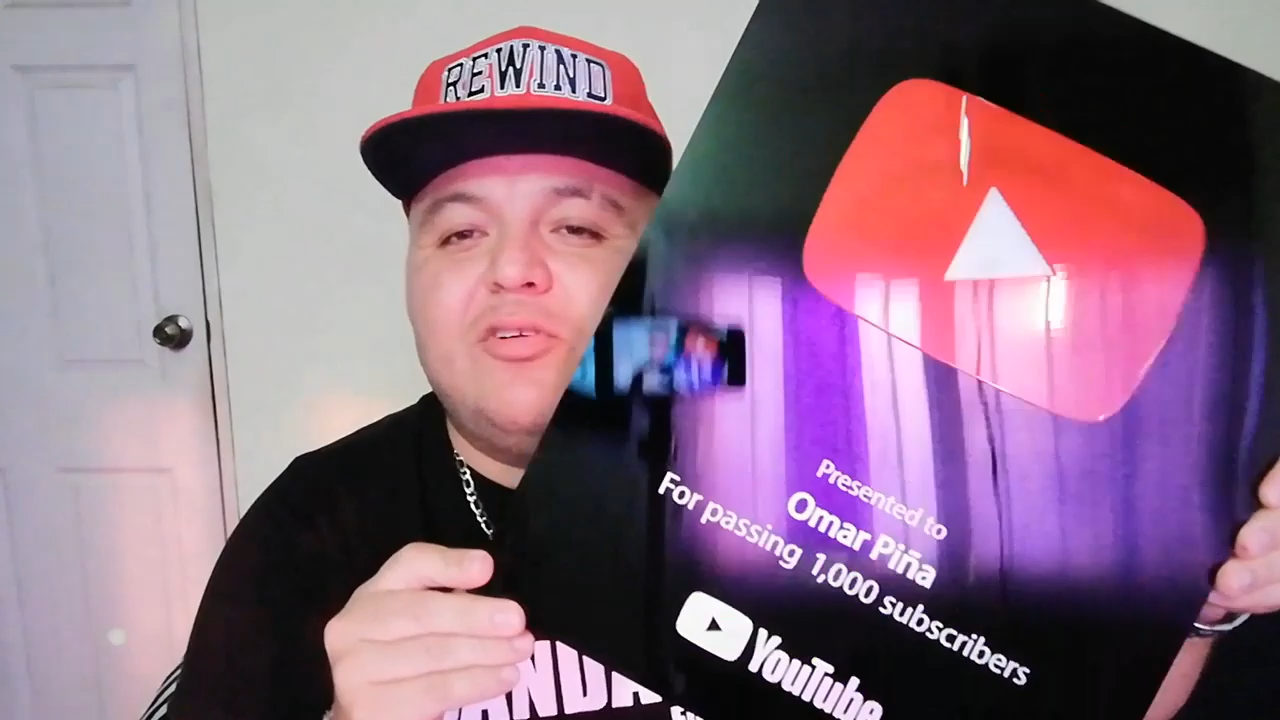 REWIND
Presented to
Omar Piña
For passing 1,000 subscribers
YouTube